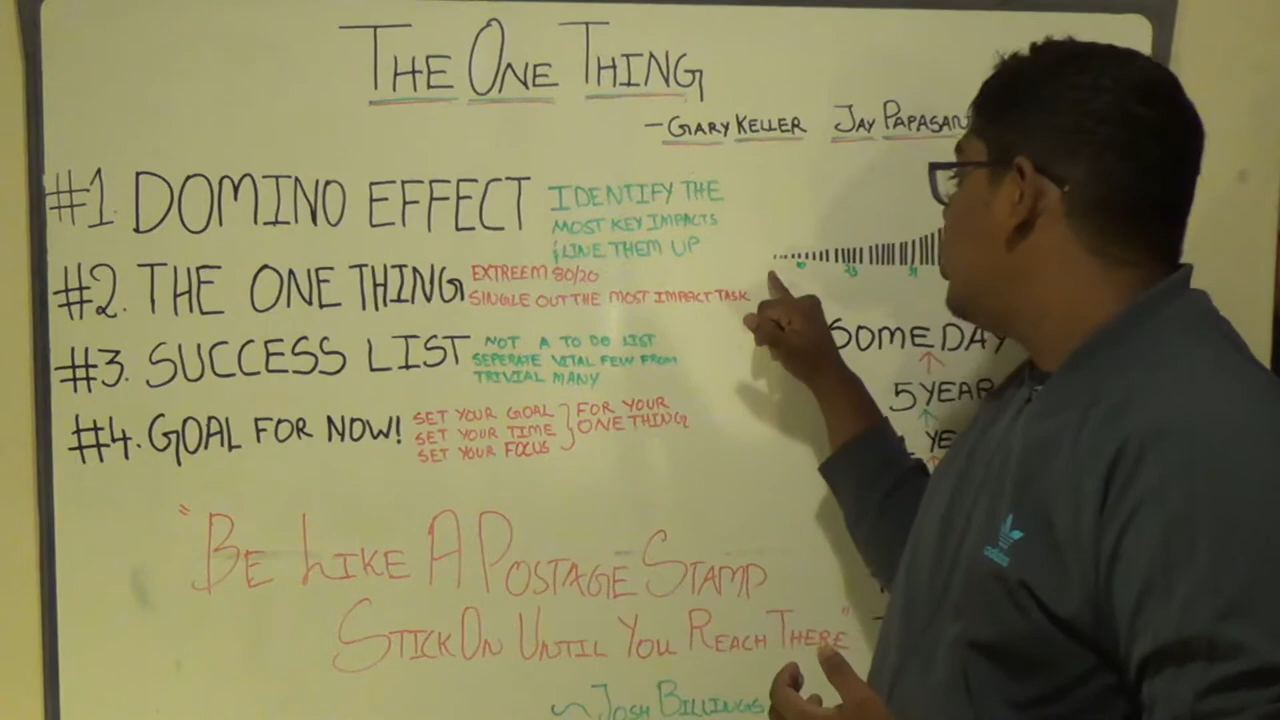 THE ONE THING
- GARY KELLER JAY PAPASAN
#1. DOMINO EFFECT
IDENTIFY THE
MOST KEY IMPACTS
& LINE THEM UP
#2. THE ONE THING
EXTREEM 80/20
SINGLE OUT THE MOST IMPACT TASK
#3. SUCCESS LIST
NOT A TO DO LIST
SEPERATE VITAL FEW FROM
TRIVIAL MANY
#4. GOAL FOR NOW!
SET YOUR GOAL
SET YOUR TIME
SET YOUR FOCUS
FOR YOUR
ONE THING
23
31
SOMEDAY
5 YEAR
YE
"BE LIKE A POSTAGE STAMP
STICK ON UNTIL YOU REACH THERE"
~ JOSH BILLINGS
adidas